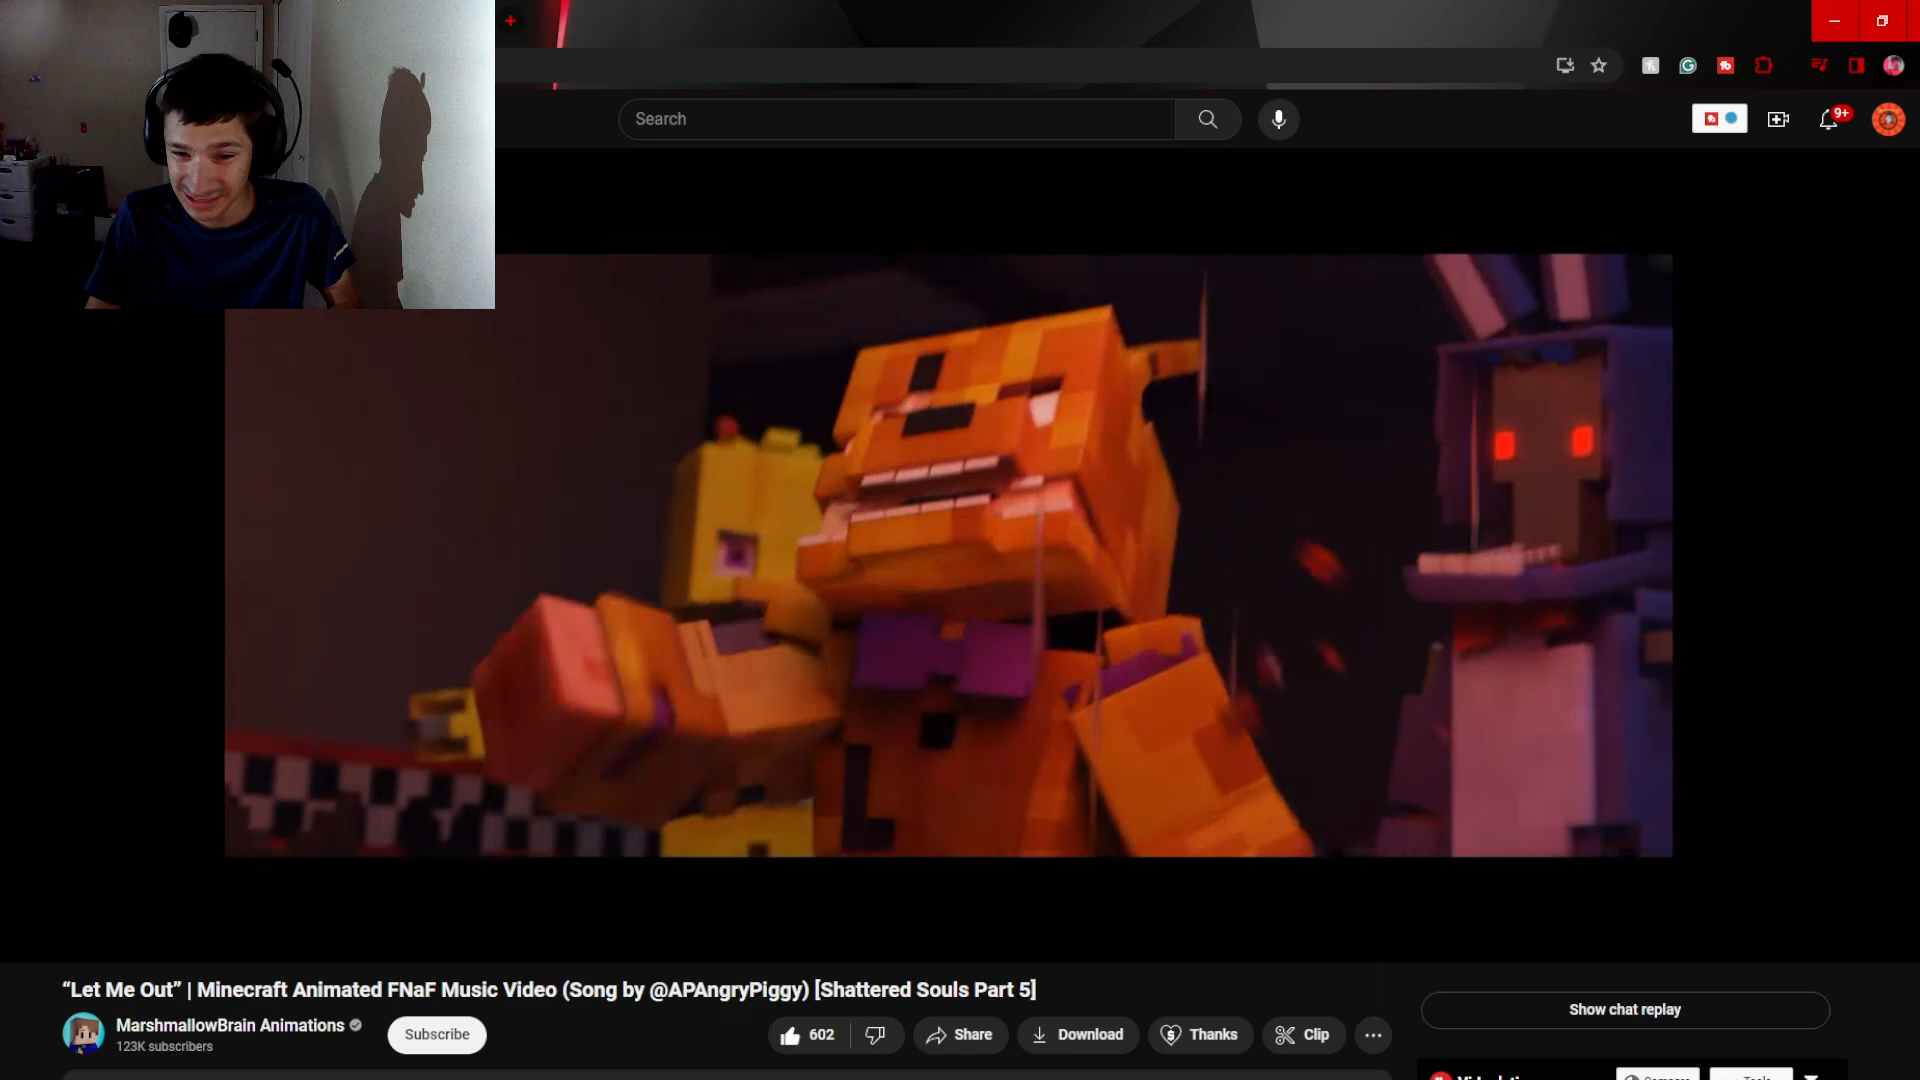 Search
9+
“Let Me Out” | Minecraft Animated FNaF Music Video (Song by @APAngryPiggy) [Shattered Souls Part 5]
MarshmallowBrain Animations
123K subscribers
Subscribe
602
Share
Download
Thanks
Clip
Show chat replay